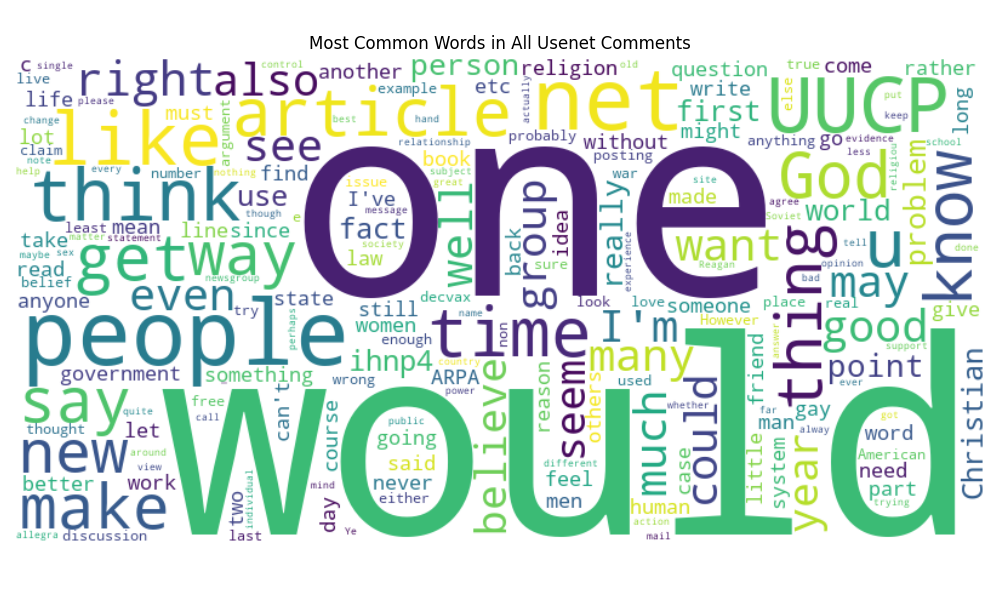 Most Common Words in All Usenet Comments
c
single
right
also
control
another
person
religion
old
question
true
come
rather
live
please
life
must
article
example
etc
actually
net
write
first
else
UUCP
put
keep
long
change
lot
like
argument
see
best
hand
relationship
probably
without
might
anything
go
evidence
less
school
claim
note
help
every
number
nothing
find
book
subject
great
posting
issue
war
site
God
religiou
problem
know
think
use
though
e
one
I've
message
fact
society
law
well
back
group
idea
sure
really
experience
made
want
agree
Soviet
Reagan
world
thing
tell
u
opinion
bad
may
done
least
mean
matter
statement
line
since
take
maybe
sex
get
way
newsgroup
read
belief
anyone
even
try
state
perhaps
still
decvax
look
love
someone
However
place
real
give
people
women
enough
name
time
non
I'm
many
country
answer
good
support
government
something
ihnp4
wrong
ARPA
power
believe
reason
seems
others
used
whether
could
friend
point
ever
say
quite
free
call
can't
course
public
going
said
never
either
thought
let
new
around
view
better
work
make
allegra
discussion
two
last
individual
day
mind
Ye
would
different
feel
men
much
human
action
case
mail
little
system
far
man
gay
alway
year
got
word
American
need
part
trying
Christian